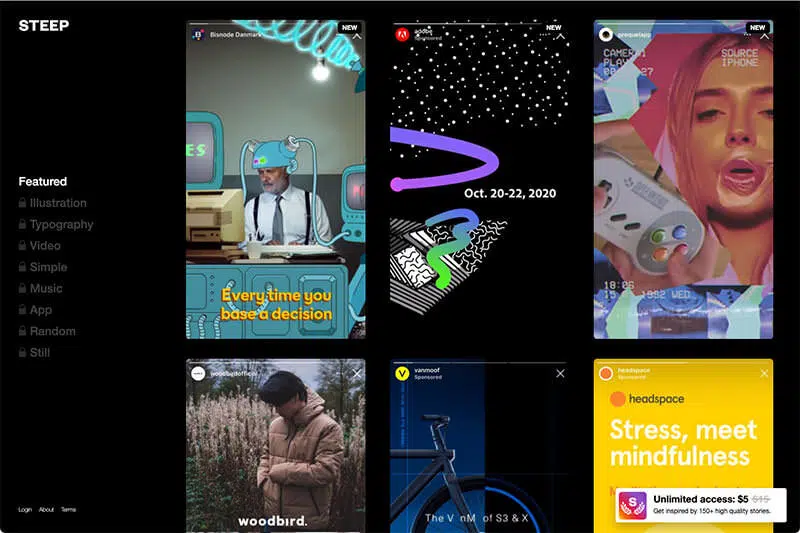 STEEP
Featured
Illustration
Typography
Video
Simple
Music
App
Random
Still
Login About Terms
NEW
Bisnode Danmark
ES
Every time you
base a decision
NEW
adobe
Sponsored
Oct. 20-22, 2020
NEW
prequelapp
CAMERA1
PLAY
SOURCE
IPHONE
18:06
1992 WED
woodbirdofficial
woodbird.
vanmoof
Sponsored
The V nM of S3 & X
headspace
Sponsored
headspace
Stress, meet
mindfulness
Unlimited access: $5 $15
Get inspired by 150+ high quality stories.